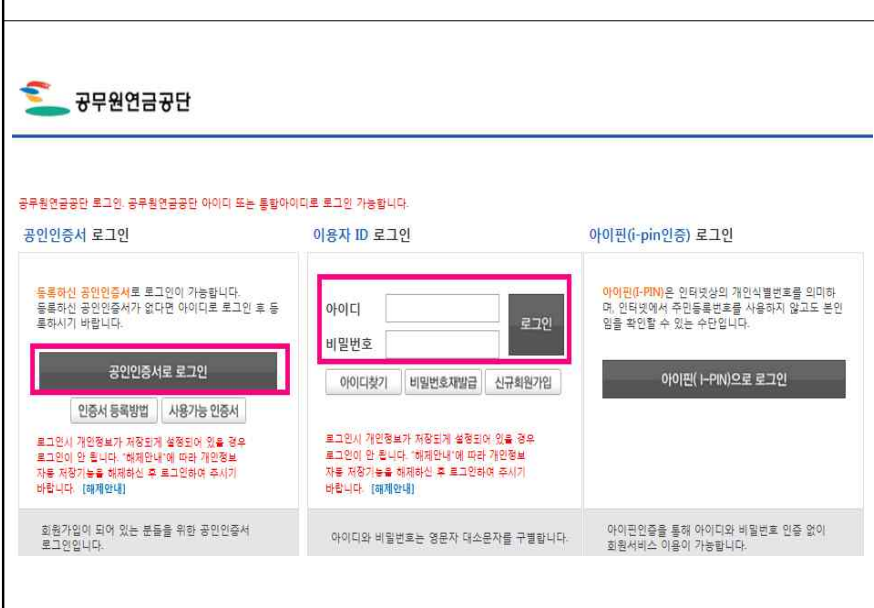 공무원연금공단
공무원연금공단 로그인. 공무원연금공단 아이디 또는 통합아이디로 로그인 가능합니다.
공인인증서 로그인
등록하신 공인인증서로 로그인이 가능합니다.
등록하신 공인인증서가 없다면 아이디로 로그인 후 등
록하시기 바랍니다.
공인인증서로 로그인
인증서 등록방법 사용가능 인증서
로그인시 개인정보가 저장되게 설정되어 있을 경우
로그인이 안 됩니다. '해제안내'에 따라 개인정보
자동 저장기능을 해제하신 후 로그인하여 주시기
바랍니다. [해제안내]
회원가입이 되어 있는 분들을 위한 공인인증서
로그인입니다.
이용자 ID 로그인
아이디
비밀번호
로그인
아이디찾기 비밀번호재발급 신규회원가입
로그인시 개인정보가 저장되게 설정되어 있을 경우
로그인이 안 됩니다. '해제안내'에 따라 개인정보
자동 저장기능을 해제하신 후 로그인하여 주시기
바랍니다. [해제안내]
아이디와 비밀번호는 영문자 대소문자를 구별합니다.
아이핀(i-pin인증) 로그인
아이핀(I-PIN)은 인터넷상의 개인식별번호를 의미하
며, 인터넷에서 주민등록번호를 사용하지 않고도 본인
임을 확인할 수 있는 수단입니다.
아이핀( I-PIN)으로 로그인
아이핀인증을 통해 아이디와 비밀번호 인증 없이
회원서비스 이용이 가능합니다.